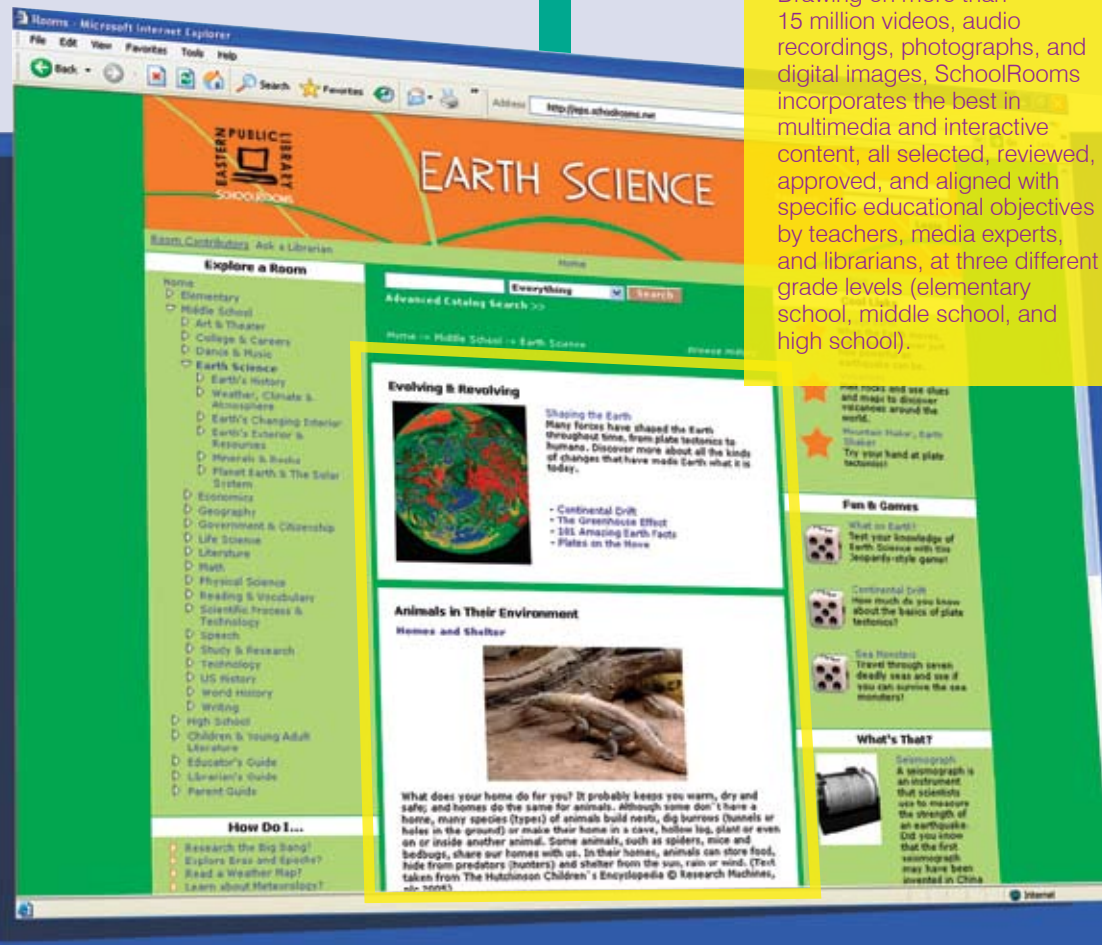 Drawing on more than
15 million videos, audio
recordings, photographs, and
digital images, SchoolRooms
incorporates the best in
multimedia and interactive
content, all selected, reviewed,
approved, and aligned with
specific educational objectives
by teachers, media experts,
and librarians, at three different
grade levels (elementary
school, middle school, and
high school).
Rooms - Microsoft Internet Explorer
File Edit View Favorites Tools Help
Back Search Favorites Address
EASTERN PUBLIC LIBRARY
SCHOOLROOMS
EARTH SCIENCE
Room Contributors Ask a Librarian
Home
Explore a Room
Home
Elementary
Middle School
Art & Theater
College & Careers
Dance & Music
Earth Science
Earth's History
Weather, Climate &
Atmosphere
Earth's Changing Interior
Earth's Exterior &
Resources
Minerals & Rocks
Planet Earth & The Solar
System
Economics
Geography
Government & Citizenship
Life Science
Literature
Math
Physical Science
Reading & Vocabulary
Scientific Process &
Technology
Speech
Study & Research
Technology
US History
World History
Writing
High School
Children & Young Adult
Literature
Educator's Guide
Librarian's Guide
Parent Guide
How Do I...
Research the Big Bang?
Explore Eras and Epochs?
Read a Weather Map?
Learn about Meteorology?
Everything Search
Advanced Catalog Search >>
Home -> Middle School -> Earth Science
Browse
Evolving & Revolving
Shaping the Earth
Many forces have shaped the Earth
throughout time, from plate tectonics to
humans. Discover more about all the kinds
of changes that have made Earth what it is
today.
- Continental Drift
- The Greenhouse Effect
- 101 Amazing Earth Facts
- Plates on the Move
Animals in Their Environment
Homes and Shelter
What does your home do for you? It probably keeps you warm, dry and
safe; and homes do the same for animals. Although some don't have a
home, many species (types) of animals build nests, dig burrows (tunnels or
holes in the ground) or make their home in a cave, hollow log, plant or even
on or inside another animal. Some animals, such as spiders, mice and
bedbugs, share our homes with us. In their homes, animals can store food,
hide from predators (hunters) and shelter from the sun, rain or wind. (Text
taken from The Hutchinson Children's Encyclopedia © Research Machines,
plc 2005)
Cool Links
earthquake can be.
rocks and use clues
and maps to discover
volcanoes around the
world.
Mountain Maker, Earth
Shaker
Try your hand at plate
tectonics!
Fun & Games
What on Earth?
Test your knowledge of
Earth Science with this
Jeopardy-style game!
Continental Drift
How much do you know
about the basics of plate
tectonics?
Sea Monsters
Travel through seven
deadly seas and see if
you can survive the sea
monsters!
What's That?
Seismograph
A seismograph is
an instrument
that scientists
use to measure
the strength of
an earthquake.
Did you know
that the first
seismograph
may have been
invented in China
Internet